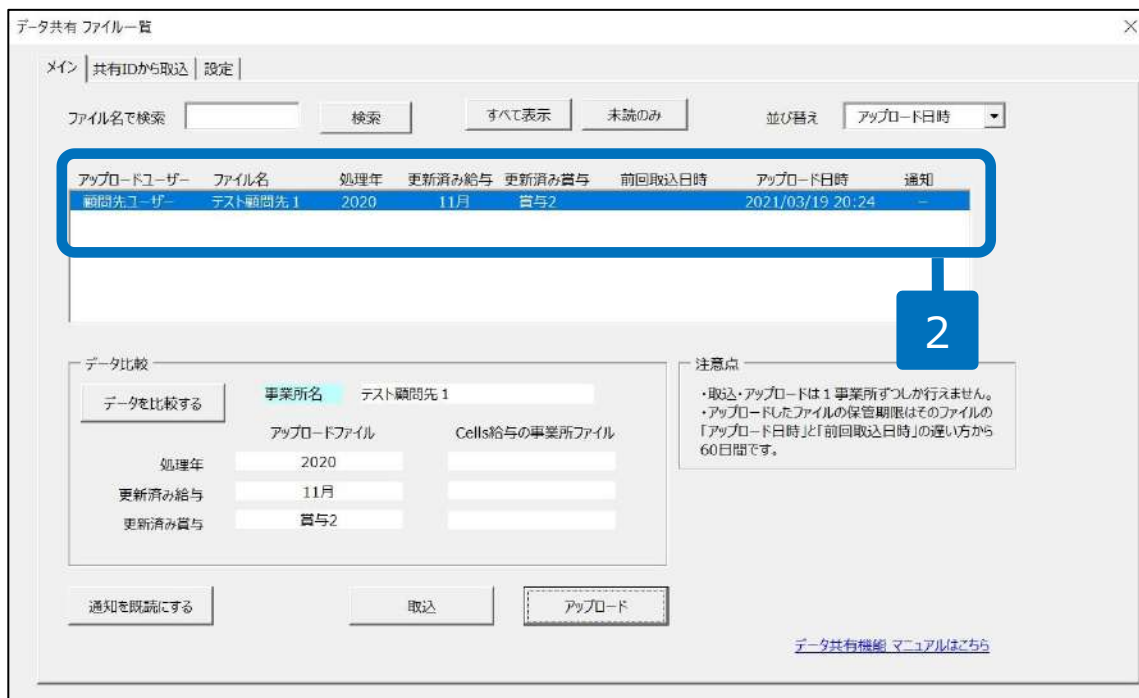 データ共有 ファイル一覧
メイン 共有IDから取込 設定
ファイル名で検索 検索 すべて表示 未読のみ 並び替え アップロード日時
アップロードユーザー ファイル名 処理年 更新済み給与 更新済み賞与 前回取込日時 アップロード日時 通知
顧問先ユーザー テスト顧問先1 2020 11月 賞与2 2021/03/19 20:24 −
2
データ比較
データを比較する 事業所名 テスト顧問先1
アップロードファイル Cells給与の事業所ファイル
処理年 2020
更新済み給与 11月
更新済み賞与 賞与2
注意点
・取込・アップロードは1事業所ずつしか行えません。
・アップロードしたファイルの保管期限はそのファイルの
「アップロード日時」と「前回取込日時」の遅い方から
60日間です。
通知を既読にする 取込 アップロード
データ共有機能 マニュアルはこちら